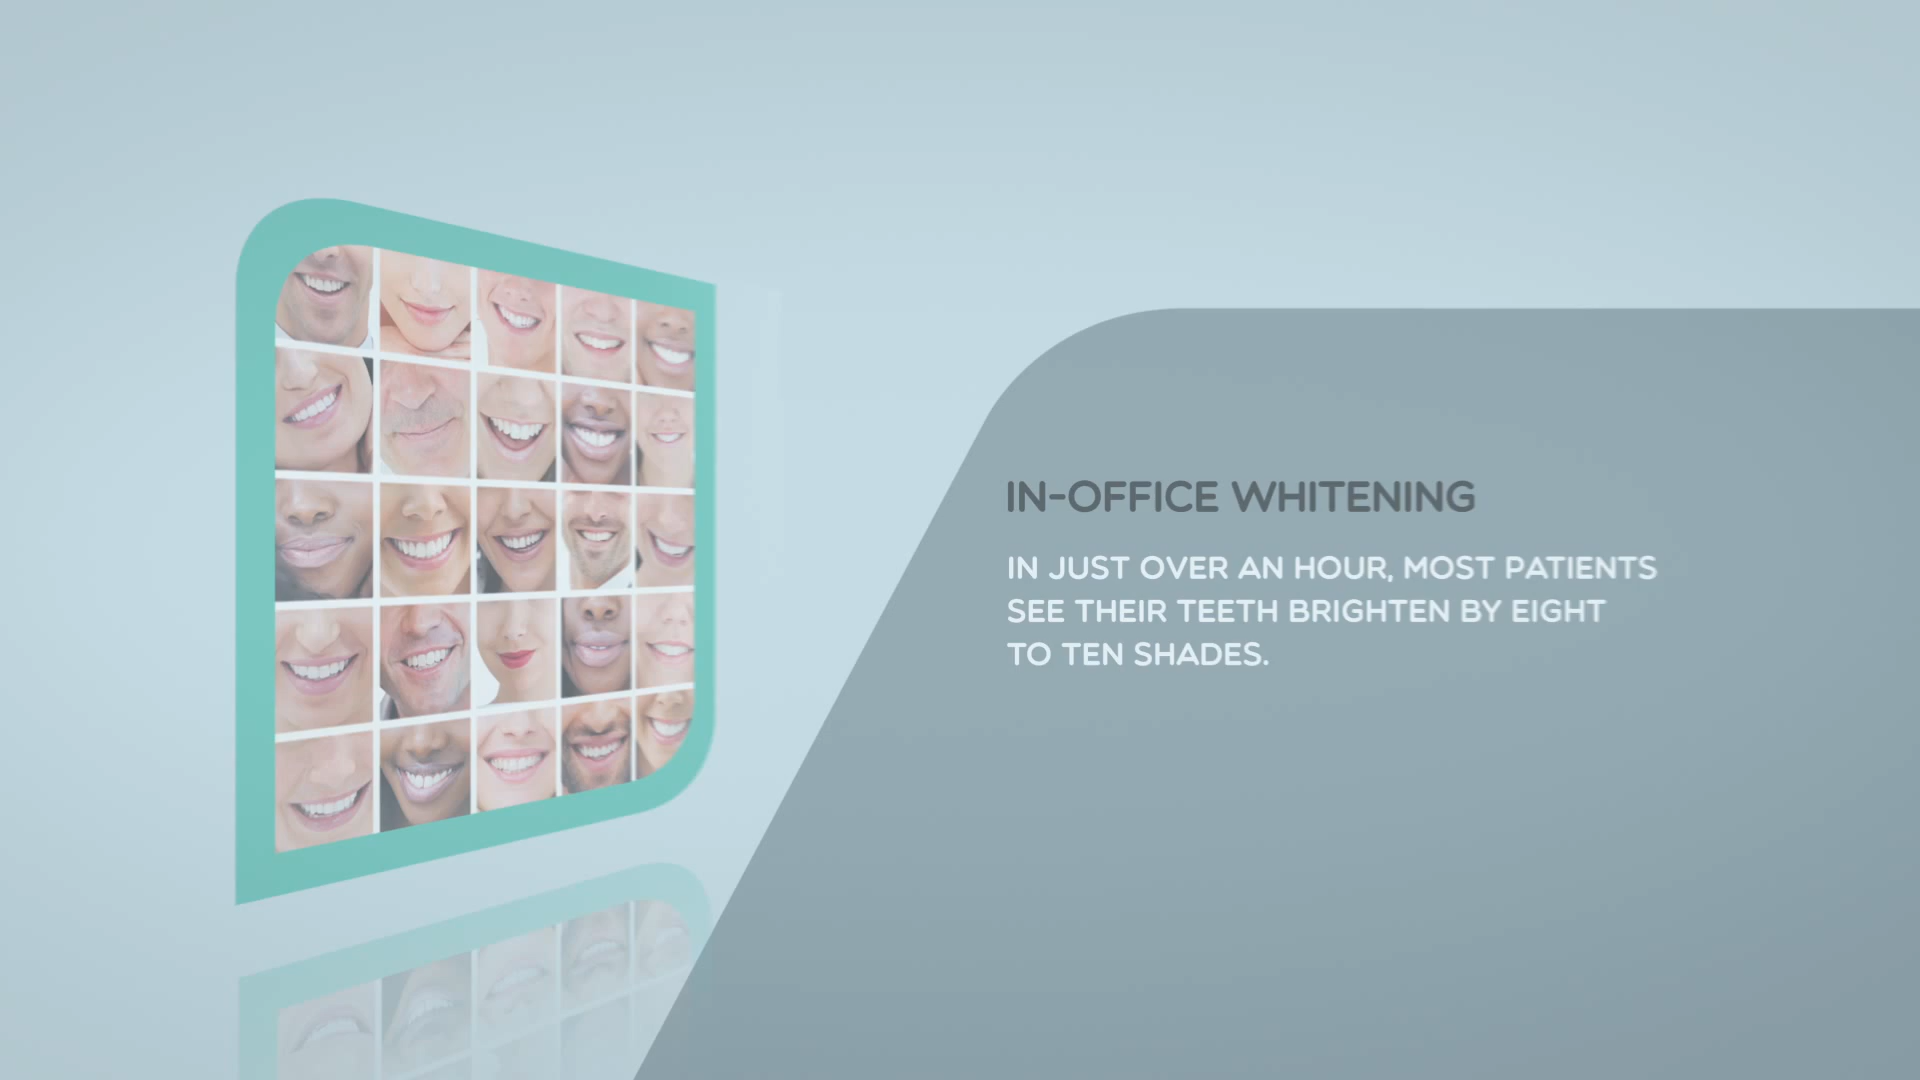 IN-OFFICE WHITENING
IN JUST OVER AN HOUR, MOST PATIENTS
SEE THEIR TEETH BRIGHTEN BY EIGHT
TO TEN SHADES.